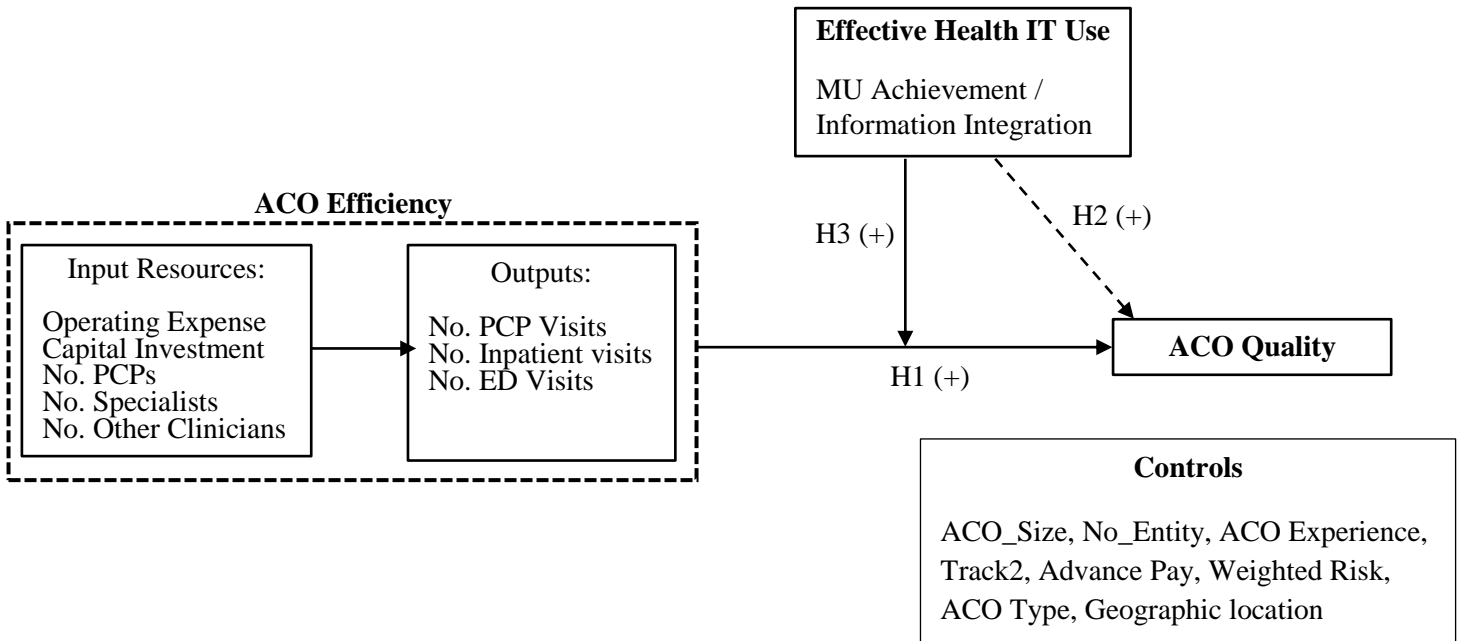 Effective Health IT Use
MU Achievement /
Information Integration
ACO Efficiency
H3 (+)
H2 (+)
Input Resources:
Operating Expense
Capital Investment
No. PCPs
No. Specialists
No. Other Clinicians
Outputs:
No. PCP Visits
No. Inpatient visits
No. ED Visits
H1 (+)
ACO Quality
Controls
ACO_Size, No_Entity, ACO Experience,
Track2, Advance Pay, Weighted Risk,
ACO Type, Geographic location